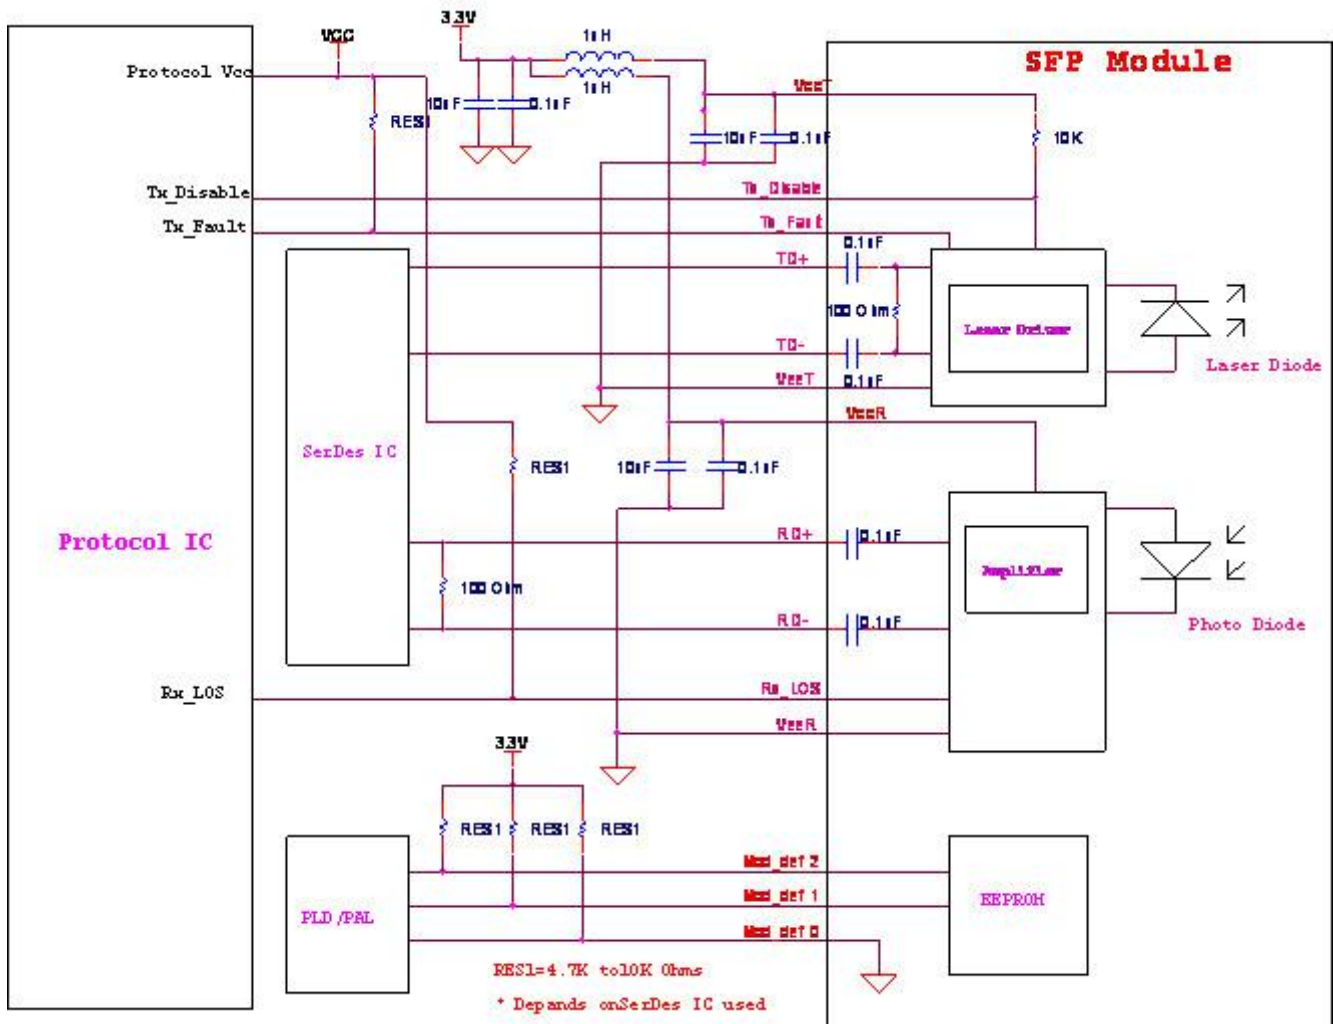 3.3V
1uH
VCC
SFP Module
Protocol Vcc
1uH
VccT
10uF
0.1uF
RES1
10uF
0.1uF
10K
Tx_Disable
Tx_Disable
Tx_Fault
Tx_Fault
0.1uF
TD+
100 Ohm
Laser Driver
TD-
VeeT
0.1uF
Laser Diode
VccR
SerDes IC
RES1
10uF
0.1uF
Protocol IC
RD+
0.1uF
Amplifier
100 Ohm
RD-
0.1uF
Photo Diode
Rx_LOS
Rx_LOS
VeeR
3.3V
RES1
RES1
RES1
Mod_def 2
Mod_def 1
EEPROM
PLD/PAL
Mod_def 0
RES1=4.7K to10K Ohms
* Depands onSerDes IC used